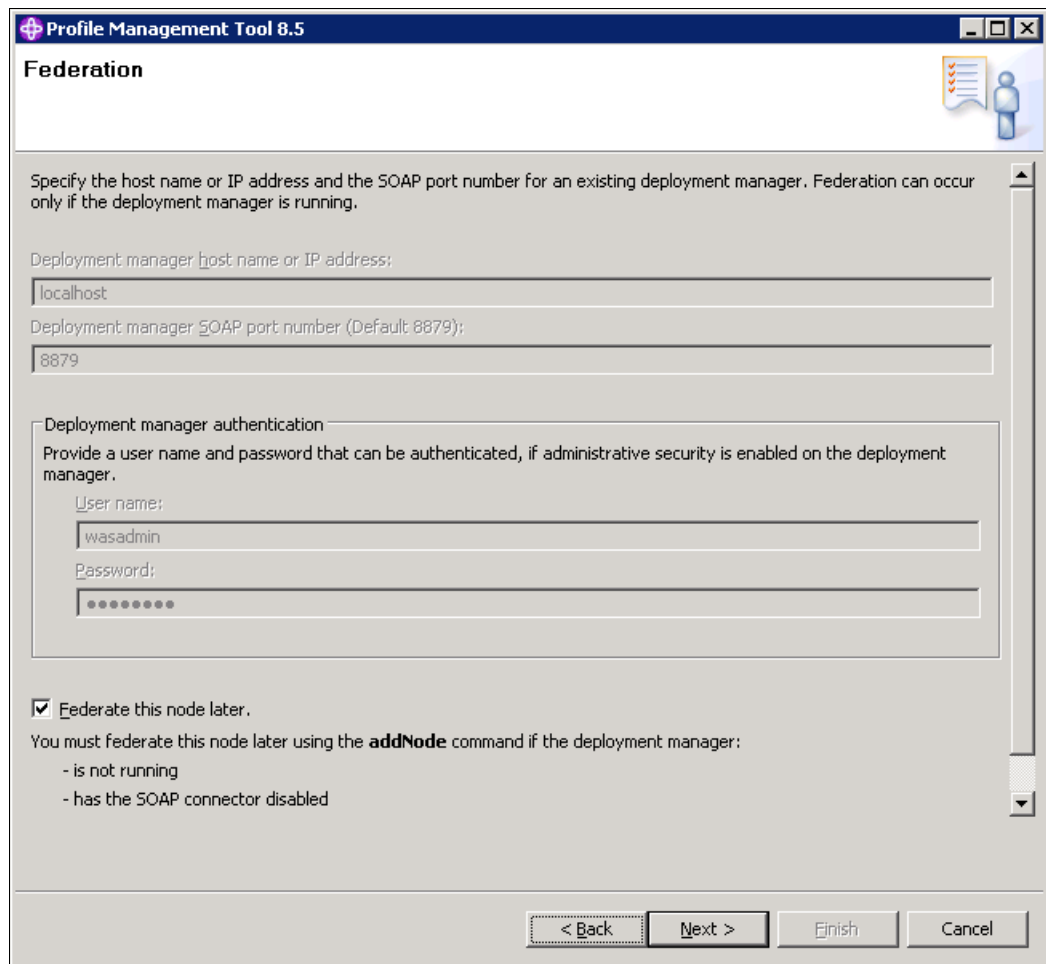 Profile Management Tool 8.5
Federation
Specify the host name or IP address and the SOAP port number for an existing deployment manager. Federation can occur
only if the deployment manager is running.
Deployment manager host name or IP address:
localhost
Deployment manager SOAP port number (Default 8879):
8879
Deployment manager authentication
Provide a user name and password that can be authenticated, if administrative security is enabled on the deployment
manager.
User name:
wasadmin
Password:
●●●●●●●●
Federate this node later.
You must federate this node later using the addNode command if the deployment manager:
- is not running
- has the SOAP connector disabled
< Back Next > Finish Cancel